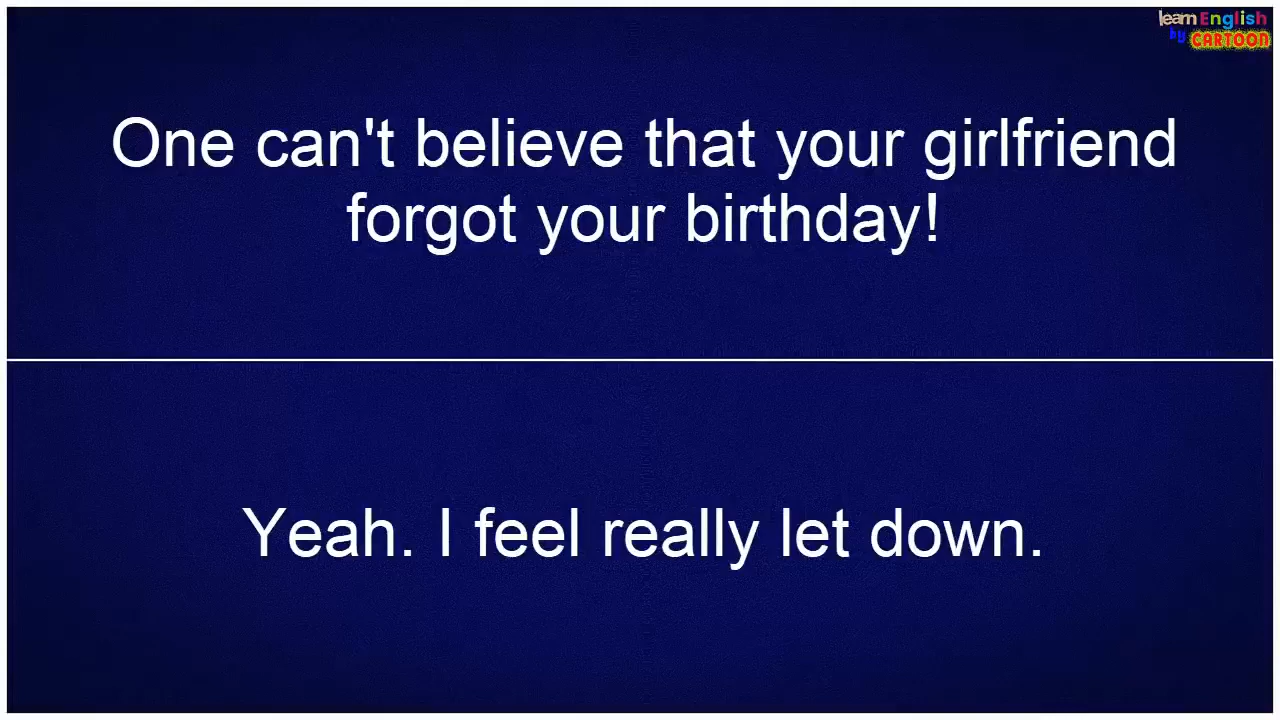 learn English
by CARTOON
One can't believe that your girlfriend
forgot your birthday!
Yeah. I feel really let down.